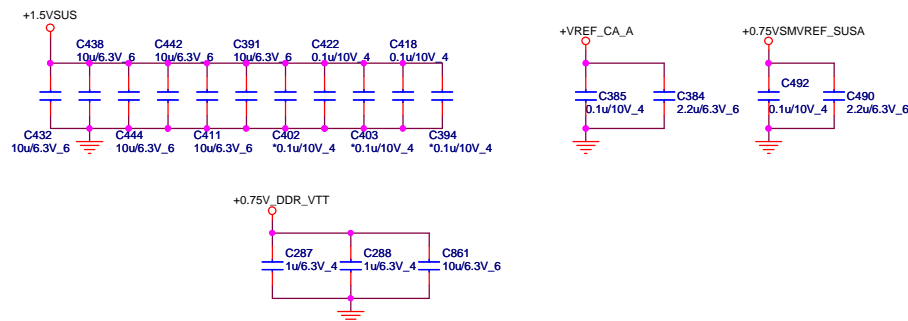 +1.5VSUS
C438
10u/6.3V_6
C442
10u/6.3V_6
C391
10u/6.3V_6
C422
0.1u/10V_4
C418
0.1u/10V_4
C432
10u/6.3V_6
C444
10u/6.3V_6
C411
10u/6.3V_6
C402
*0.1u/10V_4
C403
*0.1u/10V_4
C394
*0.1u/10V_4
+VREF_CA_A
C385
0.1u/10V_4
C384
2.2u/6.3V_6
+0.75VSMVREF_SUSA
C492
0.1u/10V_4
C490
2.2u/6.3V_6
+0.75V_DDR_VTT
C287
1u/6.3V_4
C288
1u/6.3V_4
C861
10u/6.3V_6